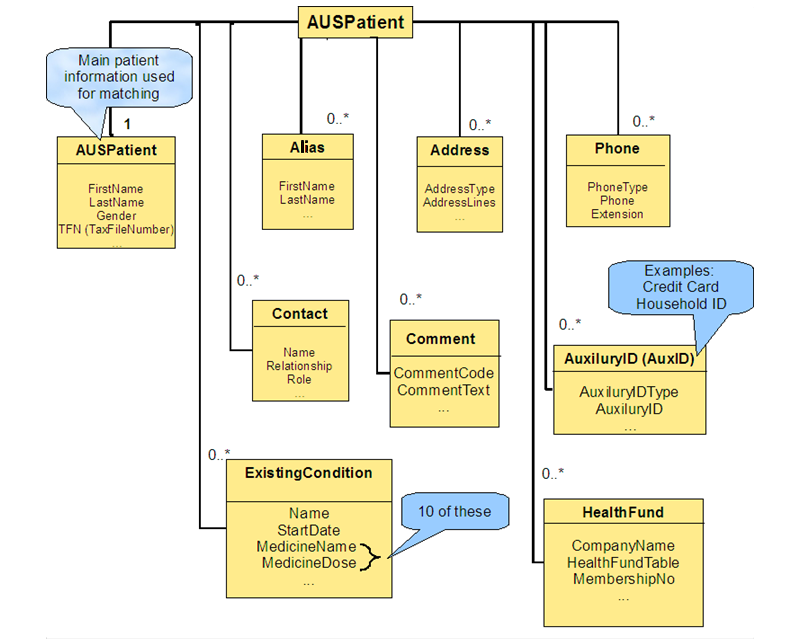 AUSPatient
Main patient
information used
for matching
1
AUSPatient
FirstName
LastName
Gender
TFN (TaxFileNumber)
...
0..*
Alias
FirstName
LastName
...
0..*
Address
AddressType
AddressLines
...
0..*
Phone
PhoneType
Phone
Extension
0..*
Contact
Name
Relationship
Role
...
0..*
Comment
CommentCode
CommentText
...
Examples:
Credit Card
Household ID
0..*
AuxiluryID (AuxID)
AuxiluryIDType
AuxiluryID
...
0..*
ExistingCondition
Name
StartDate
MedicineName
MedicineDose
...
10 of these
0..*
HealthFund
CompanyName
HealthFundTable
MembershipNo
...